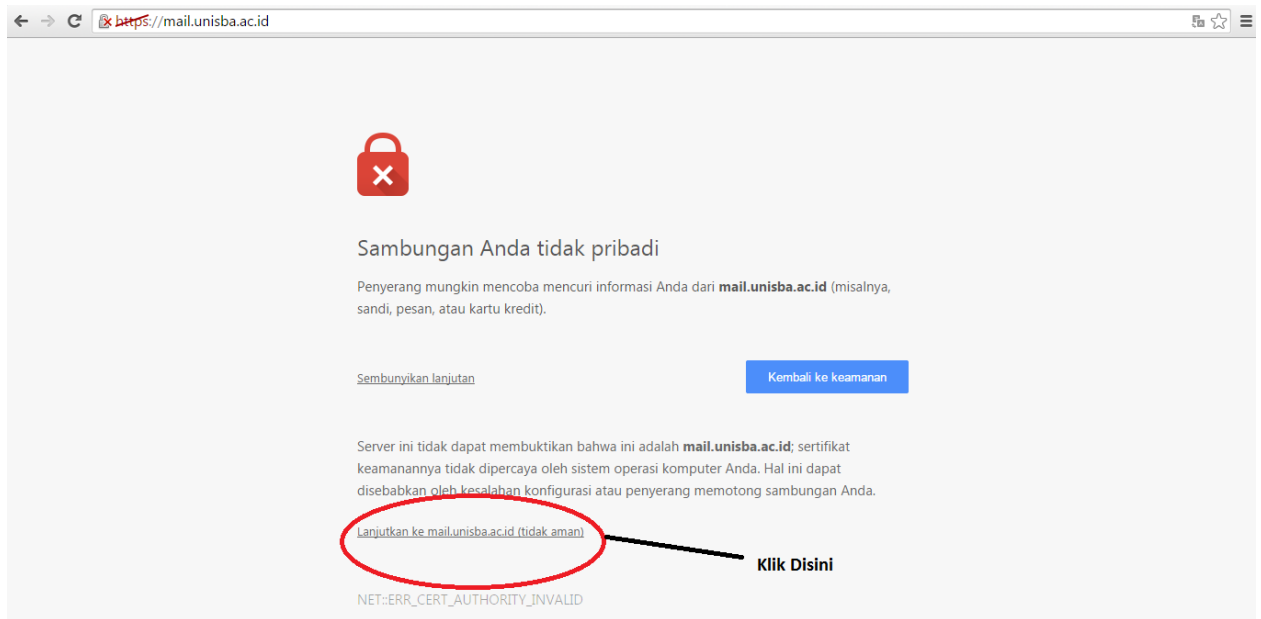 https://mail.unisba.ac.id
Sambungan Anda tidak pribadi
Penyerang mungkin mencoba mencuri informasi Anda dari mail.unisba.ac.id (misalnya,
sandi, pesan, atau kartu kredit).
Sembunyikan lanjutan
Kembali ke keamanan
Server ini tidak dapat membuktikan bahwa ini adalah mail.unisba.ac.id; sertifikat
keamanannya tidak dipercaya oleh sistem operasi komputer Anda. Hal ini dapat
disebabkan oleh kesalahan konfigurasi atau penyerang memotong sambungan Anda.
Lanjutkan ke mail.unisba.ac.id (tidak aman)
Klik Disini
NET::ERR_CERT_AUTHORITY_INVALID